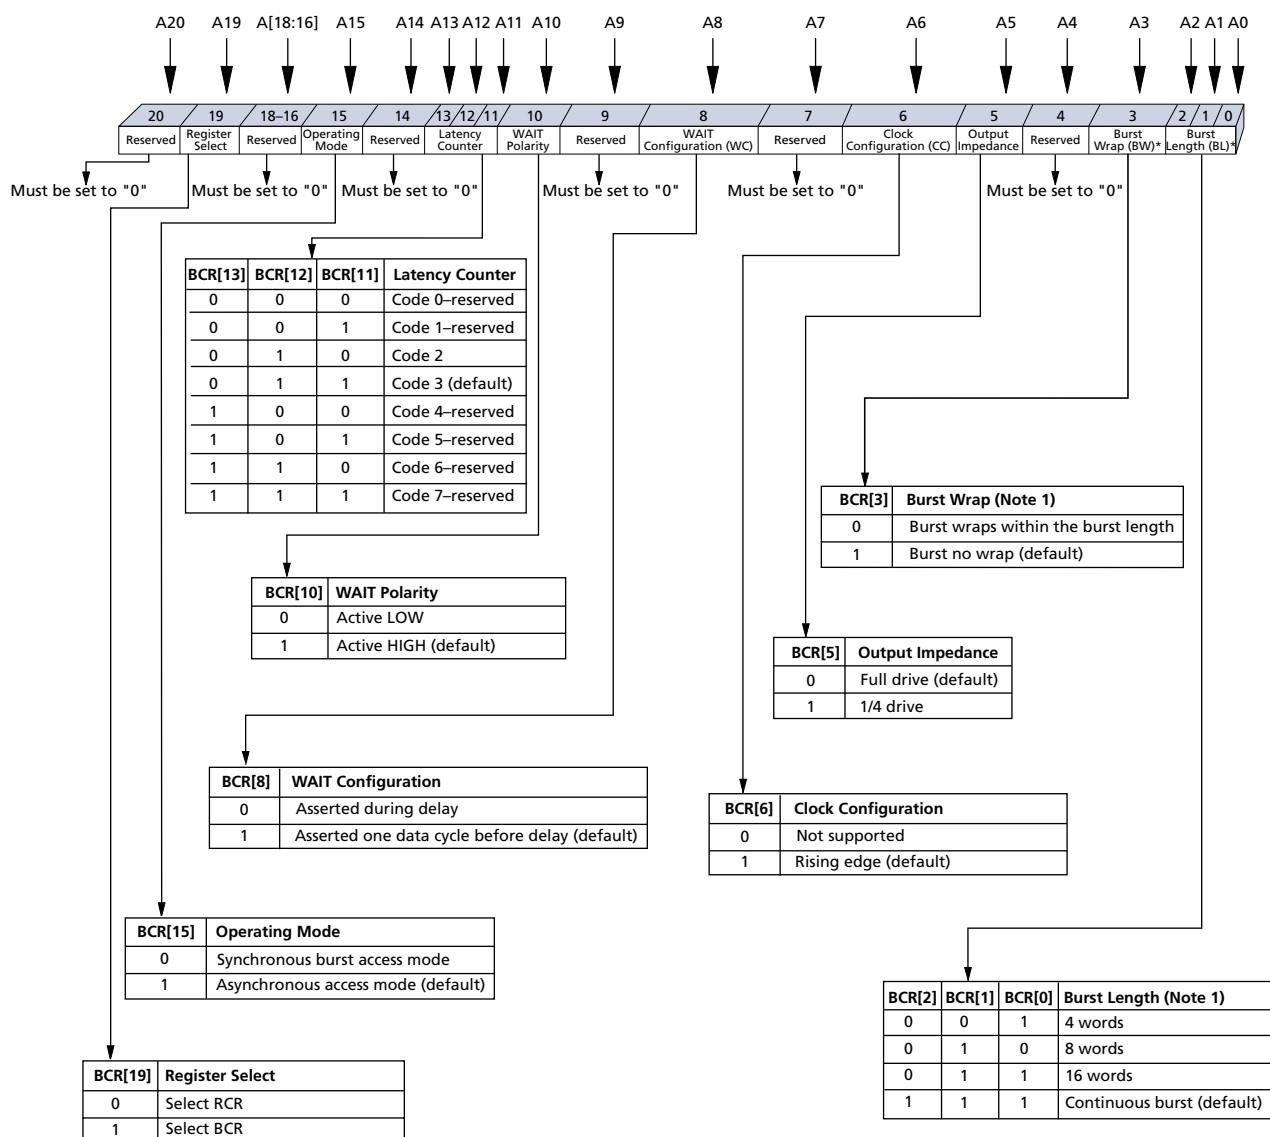 A20 A19 A[18:16] A15 A14 A13 A12 A11 A10 A9 A8 A7 A6 A5 A4 A3 A2 A1 A0
20 19 18–16 15 14 13 12 11 10 9 8 7 6 5 4 3 2 1 0
Reserved
Register
Select
Reserved
Operating
Mode
Reserved
Latency
Counter
WAIT
Polarity
Reserved
WAIT
Configuration (WC)
Reserved
Clock
Configuration (CC)
Output
Impedance
Reserved
Burst
Wrap (BW)*
Burst
Length (BL)*
Must be set to "0" Must be set to "0" Must be set to "0" Must be set to "0" Must be set to "0" Must be set to "0"
BCR[13] BCR[12] BCR[11] Latency Counter
0 0 0 Code 0–reserved
0 0 1 Code 1–reserved
0 1 0 Code 2
0 1 1 Code 3 (default)
1 0 0 Code 4–reserved
1 0 1 Code 5–reserved
1 1 0 Code 6–reserved
1 1 1 Code 7–reserved
BCR[3] Burst Wrap (Note 1)
0 Burst wraps within the burst length
1 Burst no wrap (default)
BCR[10] WAIT Polarity
0 Active LOW
1 Active HIGH (default)
BCR[5] Output Impedance
0 Full drive (default)
1 1/4 drive
BCR[8] WAIT Configuration
0 Asserted during delay
1 Asserted one data cycle before delay (default)
BCR[6] Clock Configuration
0 Not supported
1 Rising edge (default)
BCR[15] Operating Mode
0 Synchronous burst access mode
1 Asynchronous access mode (default)
BCR[2] BCR[1] BCR[0] Burst Length (Note 1)
0 0 1 4 words
0 1 0 8 words
0 1 1 16 words
1 1 1 Continuous burst (default)
BCR[19] Register Select
0 Select RCR
1 Select BCR